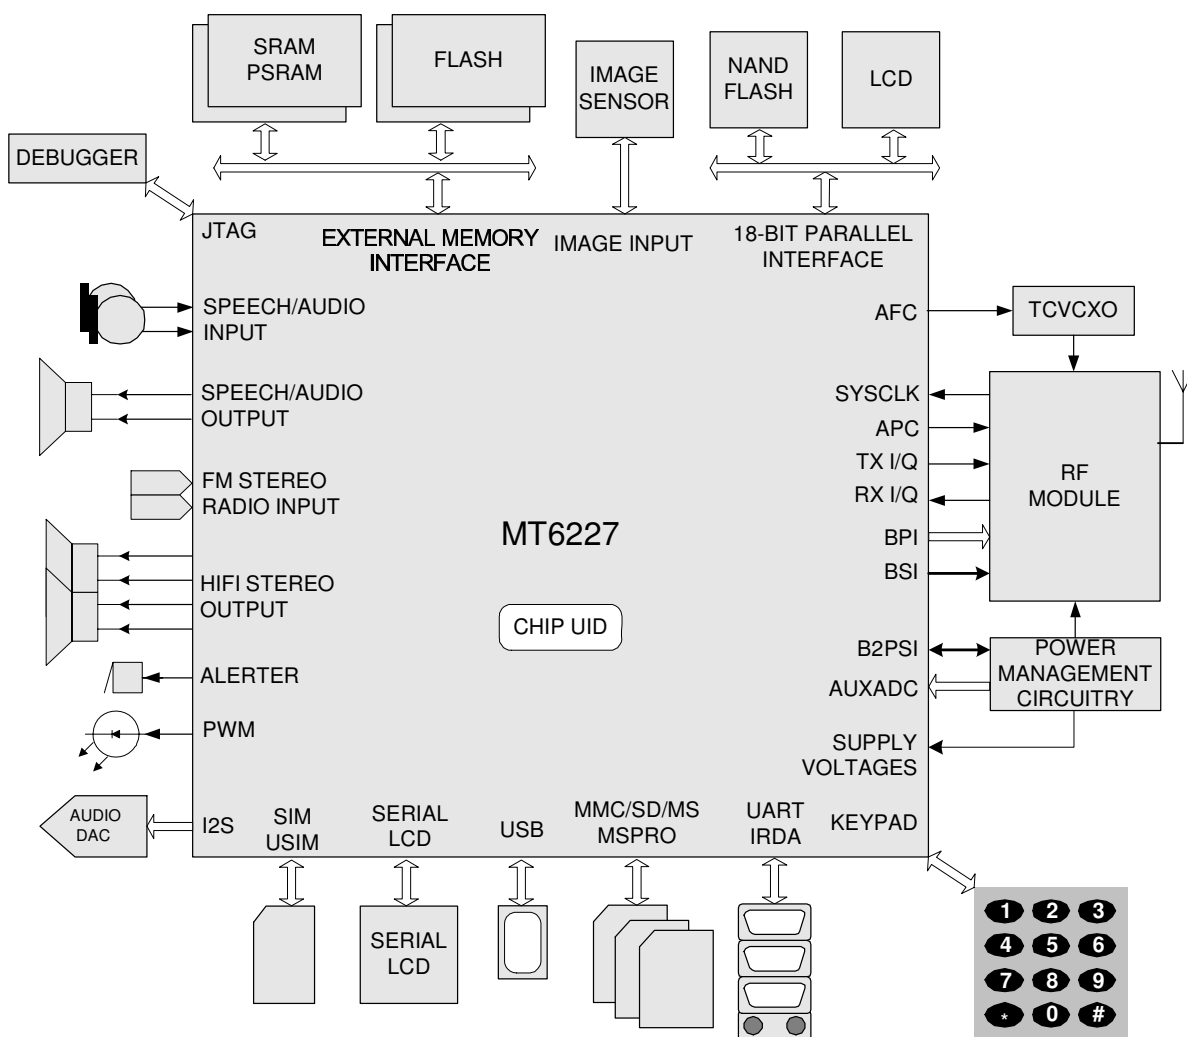 SRAM
PSRAM
FLASH
IMAGE
SENSOR
NAND
FLASH
LCD
DEBUGGER
JTAG
EXTERNAL MEMORY
INTERFACE
IMAGE INPUT
18-BIT PARALLEL
INTERFACE
SPEECH/AUDIO
INPUT
SPEECH/AUDIO
OUTPUT
FM STEREO
RADIO INPUT
HIFI STEREO
OUTPUT
ALERTER
PWM
I2S
AUDIO
DAC
MT6227
CHIP UID
AFC
TCVCXO
SYSCLK
APC
TX I/Q
RX I/Q
BPI
BSI
RF
MODULE
B2PSI
AUXADC
POWER
MANAGEMENT
CIRCUITRY
SUPPLY
VOLTAGES
KEYPAD
SIM
USIM
SERIAL
LCD
USB
MMC/SD/MS
MSPRO
UART
IRDA
SERIAL
LCD
1 2 3
4 5 6
7 8 9
* 0 #